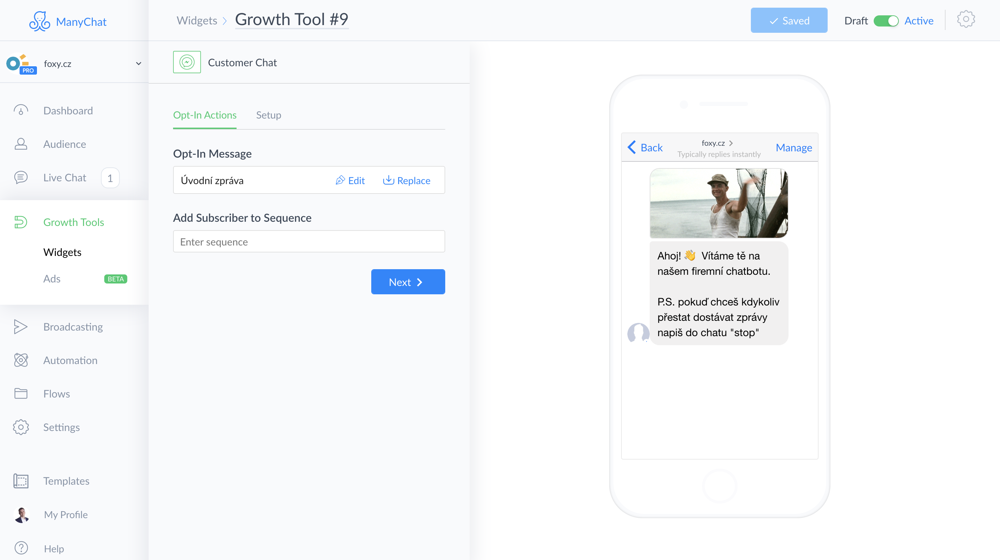 ManyChat
Widgets
Growth Tool #9
Saved
Draft
Active
PRO
foxy.cz
Customer Chat
Dashboard
Audience
Live Chat 1
Growth Tools
Widgets
Ads BETA
Broadcasting
Automation
Flows
Settings
Templates
My Profile
? Help
Opt-In Actions
Setup
Opt-In Message
Úvodní zpráva
Edit
Replace
Add Subscriber to Sequence
Enter sequence
Next
Back
foxy.cz
Typically replies instantly
Manage
Ahoj! 👋 Vítáme tě na
našem firemní chatbotu.
P.S. pokuď chceš kdykoliv
přestat dostávat zprávy
napiš do chatu "stop"